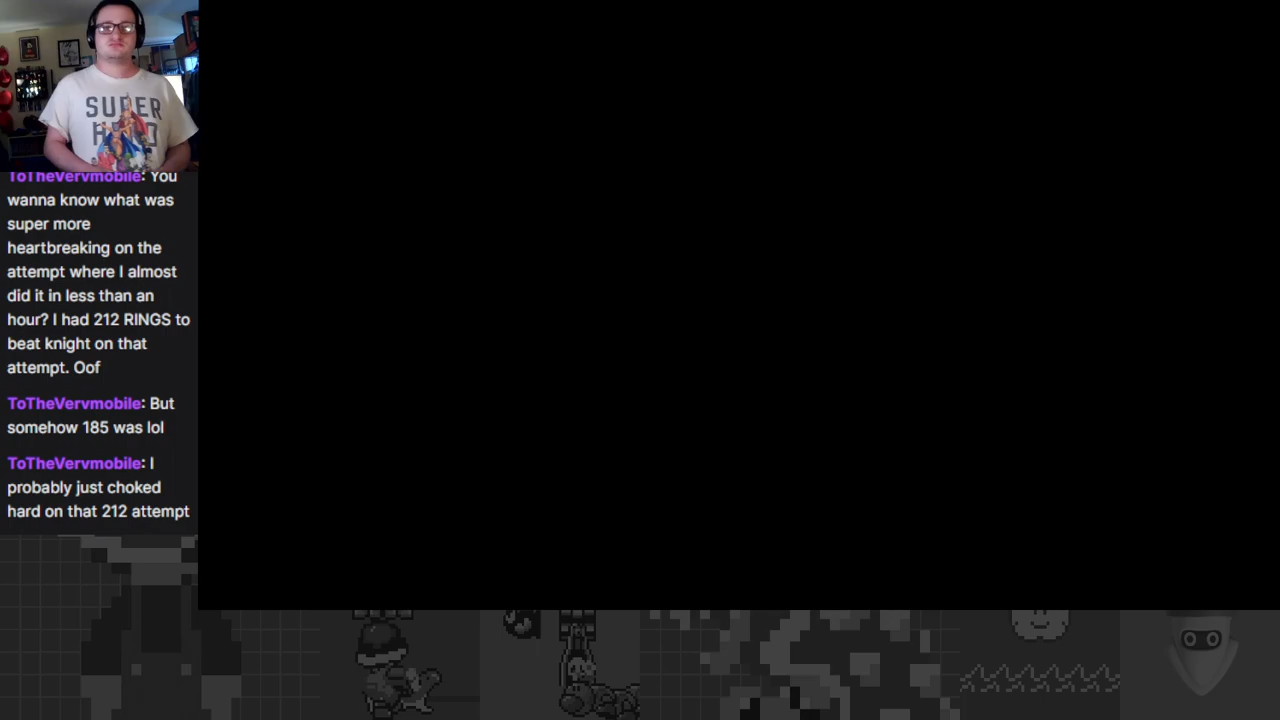 SUPER
HERO
ToTheVervmobile: You
wanna know what was
super more
heartbreaking on the
attempt where I almost
did it in less than an
hour? I had 212 RINGS to
beat knight on that
attempt. Oof
ToTheVervmobile: But
somehow 185 was lol
ToTheVervmobile: I
probably just choked
hard on that 212 attempt